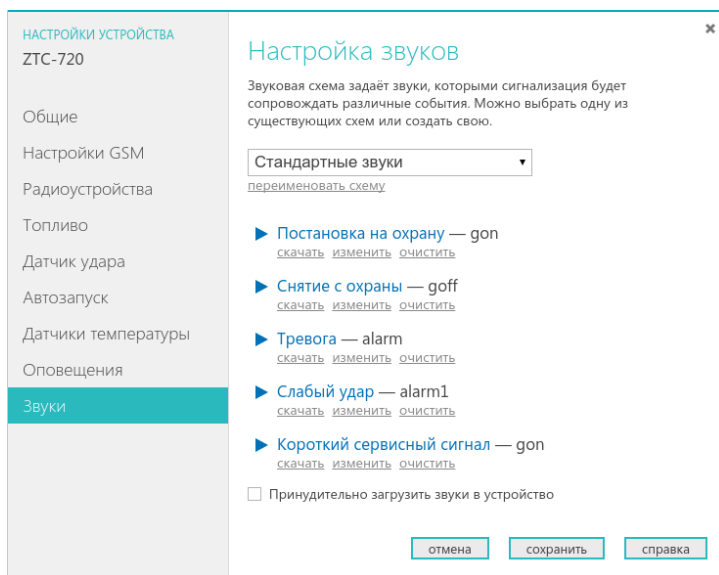 НАСТРОЙКИ УСТРОЙСТВА
ZTC-720
Общие
Настройки GSM
Радиоустройства
Топливо
Датчик удара
Автозапуск
Датчики температуры
Оповещения
Звуки
Настройка звуков
Звуковая схема задаёт звуки, которыми сигнализация будет
сопровождать различные события. Можно выбрать одну из
существующих схем или создать свою.
Стандартные звуки
переименовать схему
Постановка на охрану — gon
скачать изменить очистить
Снятие с охраны — goff
скачать изменить очистить
Тревога — alarm
скачать изменить очистить
Слабый удар — alarm1
скачать изменить очистить
Короткий сервисный сигнал — gon
скачать изменить очистить
Принудительно загрузить звуки в устройство
отмена сохранить справка